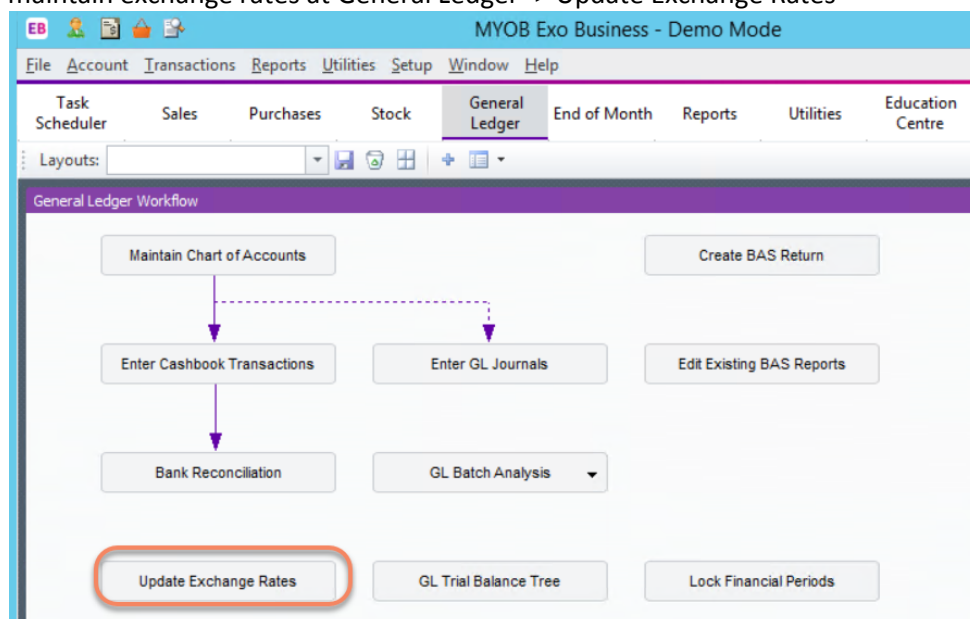 maintain exchange rates at General Ledger -> Update Exchange Rates
EB MYOB Exo Business - Demo Mode
File Account Transactions Reports Utilities Setup Window Help
Task Scheduler Sales Purchases Stock General Ledger End of Month Reports Utilities Education Centre
Layouts:
General Ledger Workflow
Maintain Chart of Accounts Create BAS Return
Enter Cashbook Transactions Enter GL Journals Edit Existing BAS Reports
Bank Reconciliation GL Batch Analysis
Update Exchange Rates GL Trial Balance Tree Lock Financial Periods